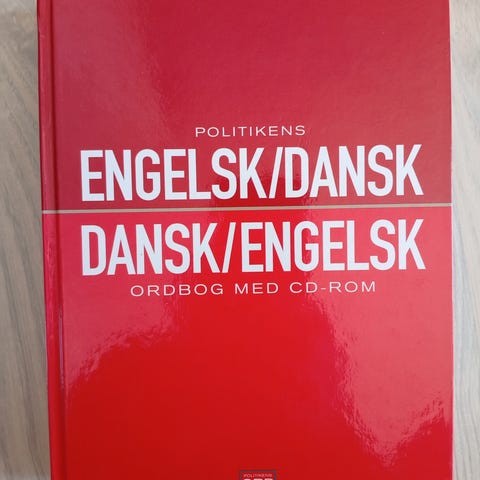 POLITIKENS
ENGELSK/DANSK
DANSK/ENGELSK
ORDBOG MED CD-ROM
POLITIKENS